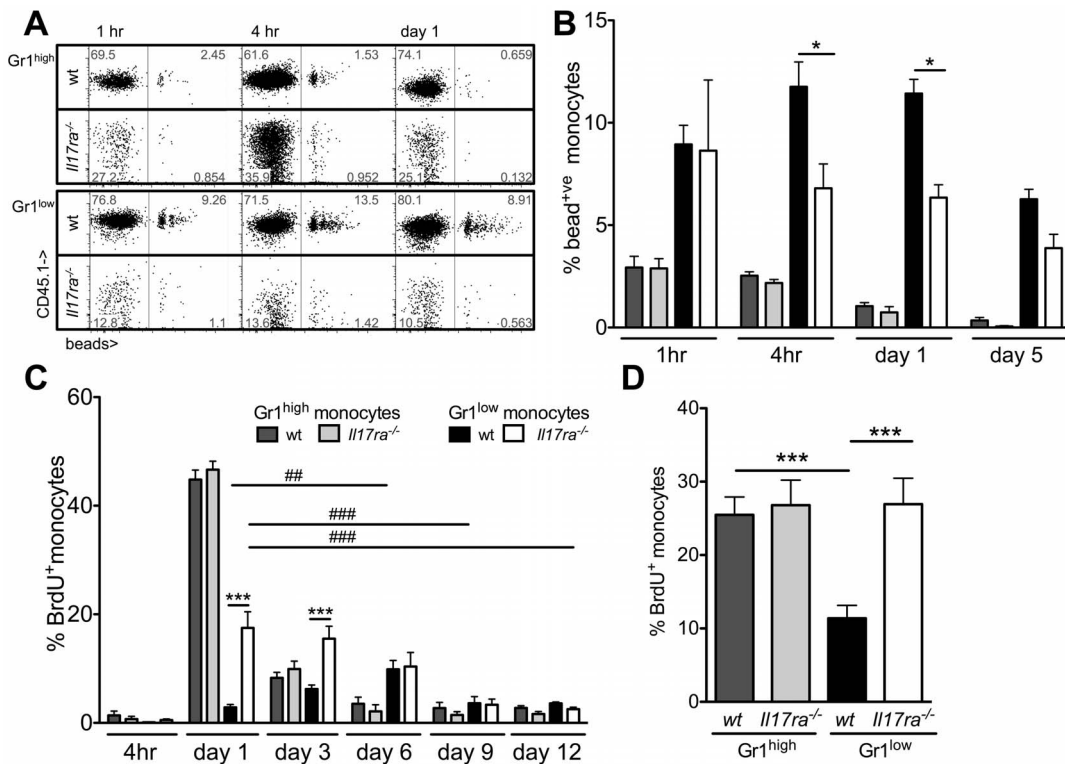 A
1 hr 4 hr day 1
Gr1high
wt
69.5 2.45 61.6 1.53 74.1 0.659
Il17ra-/-
27.2 0.854 35.9 0.952 25.1 0.132
Gr1low
wt
76.8 9.26 71.5 13.5 80.1 8.91
Il17ra-/-
12.8 1.1 13.6 1.42 10.5 0.563
CD45.1->
beads>
B
% bead+ve monocytes
15
10
5
0
* *
1hr 4hr day 1 day 5
C
% BrdU+monocytes
60
40
20
0
Gr1high monocytes Gr1low monocytes
wt Il17ra-/- wt Il17ra-/-
##
###
###
*** ***
4hr day 1 day 3 day 6 day 9 day 12
D
% BrdU+ monocytes
40
30
20
10
0
*** ***
wt Il17ra-/- wt Il17ra-/-
Gr1high Gr1low